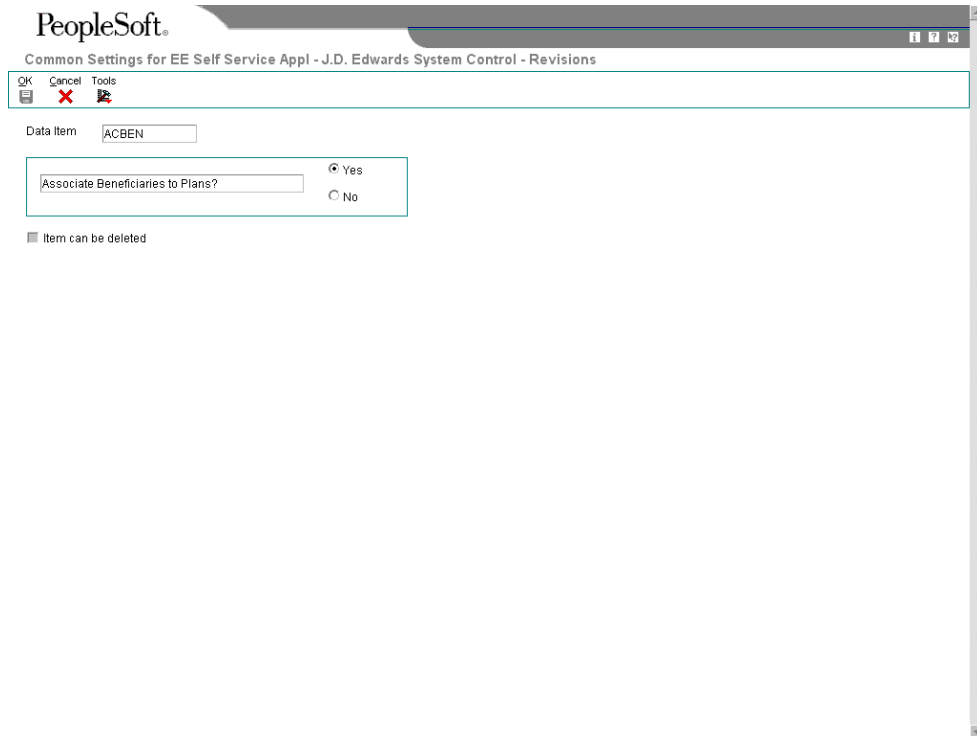 PeopleSoft®
i ? 
Common Settings for EE Self Service Appl - J.D. Edwards System Control - Revisions
OK Cancel Tools
Data Item ACBEN
Yes
Associate Beneficiaries to Plans?
No
Item can be deleted